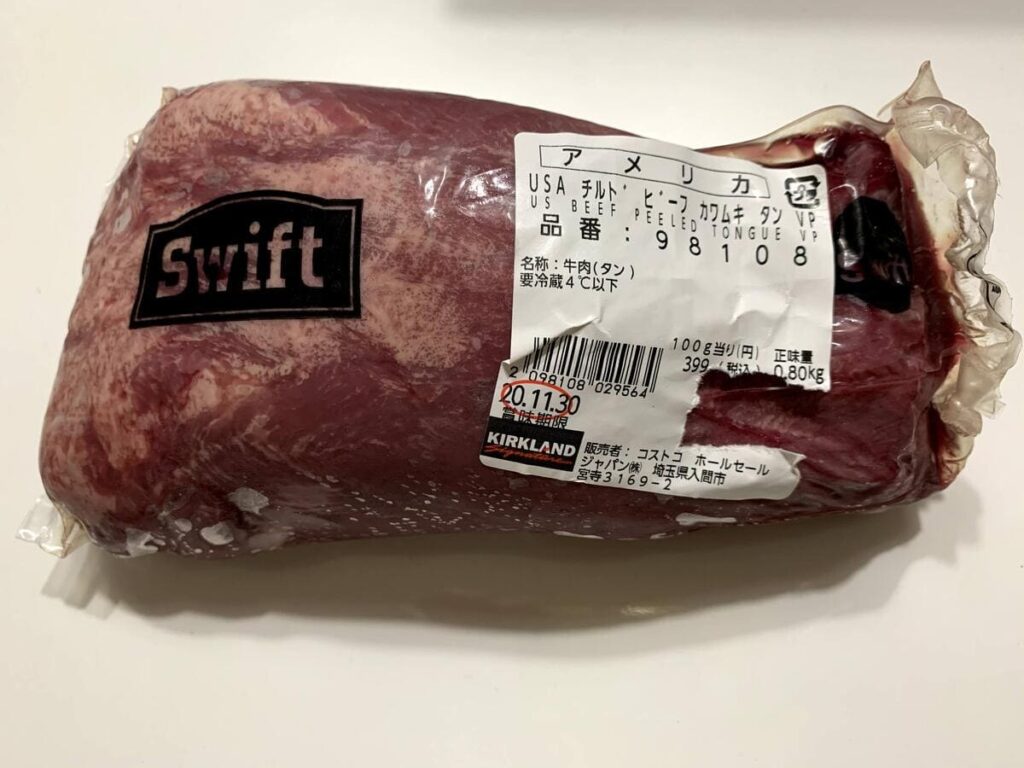 Swift
アメリカ
USA チルド ビーフ カワムキ タン VP
US BEEF PEELED TONGUE VP
品番:98108
名称:牛肉(タン)
要冷蔵4℃以下
100g当り(円) 正味量
399 (税込) 0.80kg
2 098108 029564
20.11.30
賞味期限
KIRKLAND
Signature
販売者:コストコ ホールセール
ジャパン㈱ 埼玉県入間市
宮寺3169-2